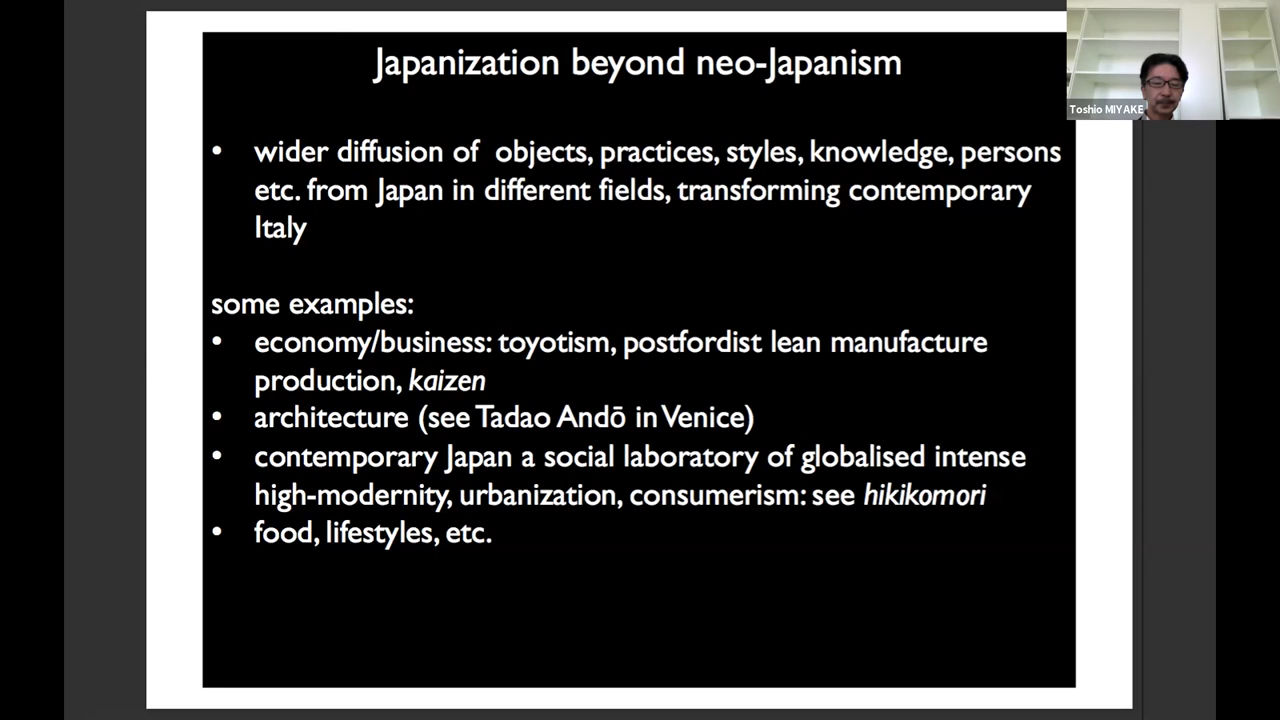 Japanization beyond neo-Japanism
Toshio MIYAKE
• wider diffusion of objects, practices, styles, knowledge, persons
etc. from Japan in different fields, transforming contemporary
Italy
some examples:
• economy/business: toyotism, postfordist lean manufacture
production, kaizen
• architecture (see Tadao Andō in Venice)
• contemporary Japan a social laboratory of globalised intense
high-modernity, urbanization, consumerism: see hikikomori
• food, lifestyles, etc.